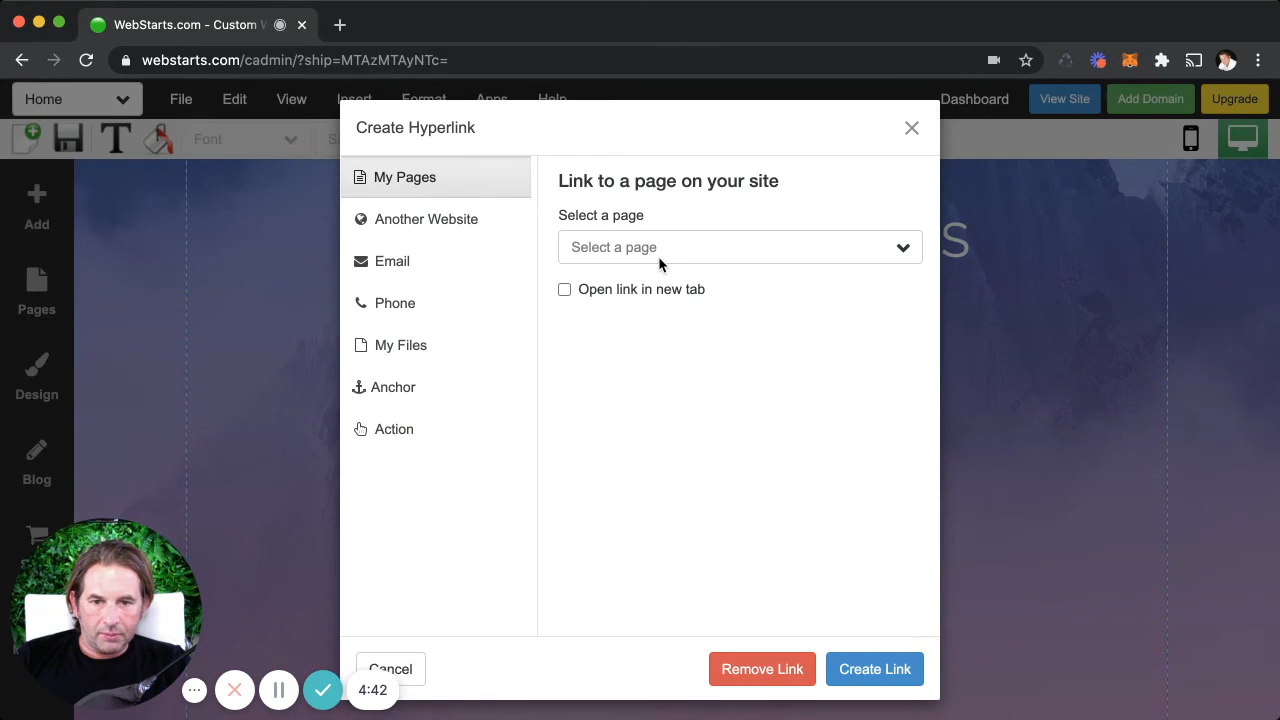 WebStarts.com - Custom
webstarts.com/cadmin/?ship=MTAzMTAyNTc=
Home
File
Edit
View
Insert
Format
Apps
Help
Dashboard
View Site
Add Domain
Upgrade
Font
Add
Pages
Design
Blog
S
Create Hyperlink
My Pages
Another Website
Email
Phone
My Files
Anchor
Action
Link to a page on your site
Select a page
Select a page
Open link in new tab
Cancel
Remove Link
Create Link
4:42